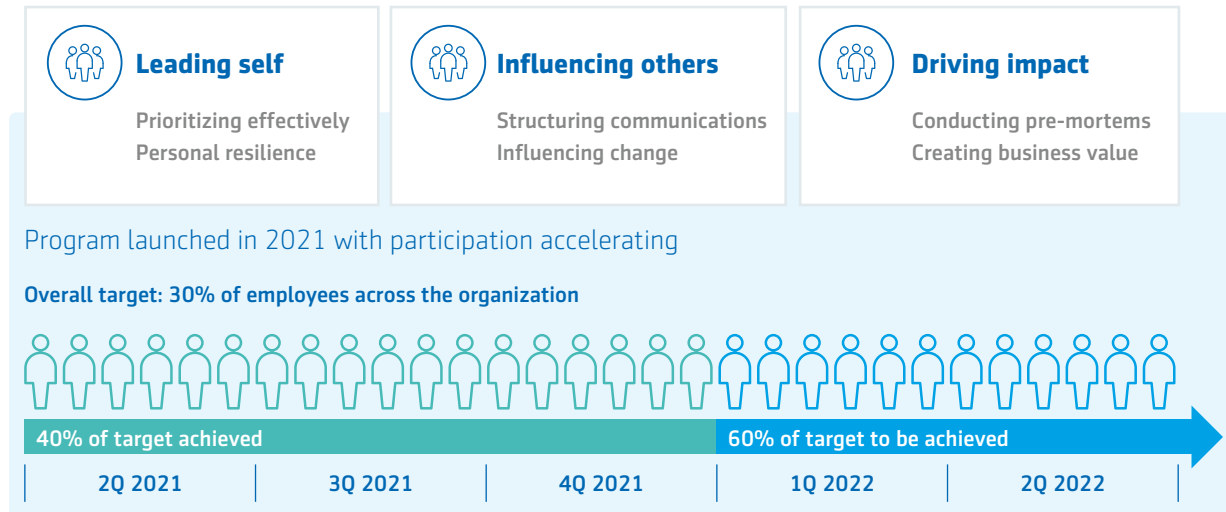 Leading self
Prioritizing effectively
Personal resilience
Influencing others
Structuring communications
Influencing change
Driving impact
Conducting pre-mortems
Creating business value
Program launched in 2021 with participation accelerating
Overall target: 30% of employees across the organization
40% of target achieved
60% of target to be achieved
2Q 2021
3Q 2021
4Q 2021
1Q 2022
2Q 2022